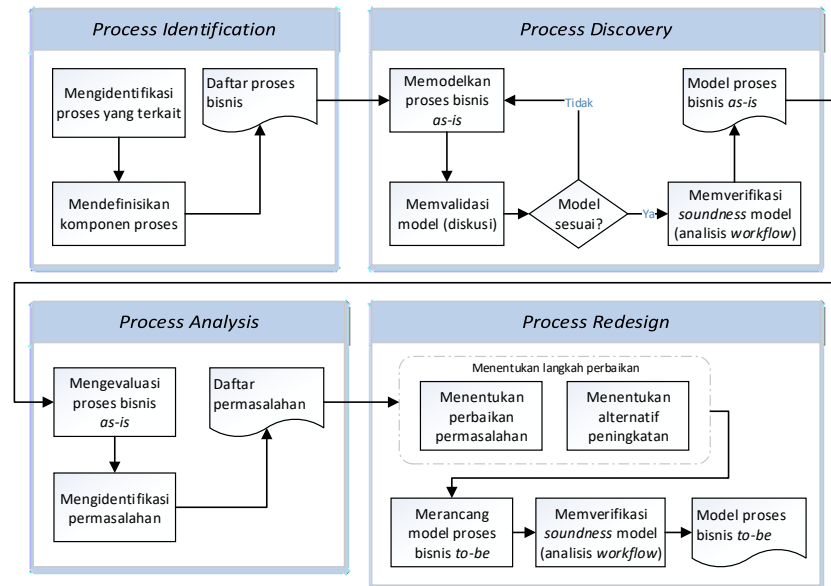 Process Identification
Mengidentifikasi
proses yang terkait
Daftar proses
bisnis
Mendefinisikan
komponen proses
Process Discovery
Memodelkan
proses bisnis
as-is
Tidak
Model proses
bisnis as-is
Memvalidasi
model (diskusi)
Model
sesuai?
Ya
Memverifikasi
soundness model
(analisis workflow)
Process Analysis
Mengevaluasi
proses bisnis
as-is
Daftar
permasalahan
Mengidentifikasi
permasalahan
Process Redesign
Menentukan langkah perbaikan
Menentukan
perbaikan
permasalahan
Menentukan
alternatif
peningkatan
Merancang
model proses
bisnis to-be
Memverifikasi
soundness model
(analisis workflow)
Model proses
bisnis to-be